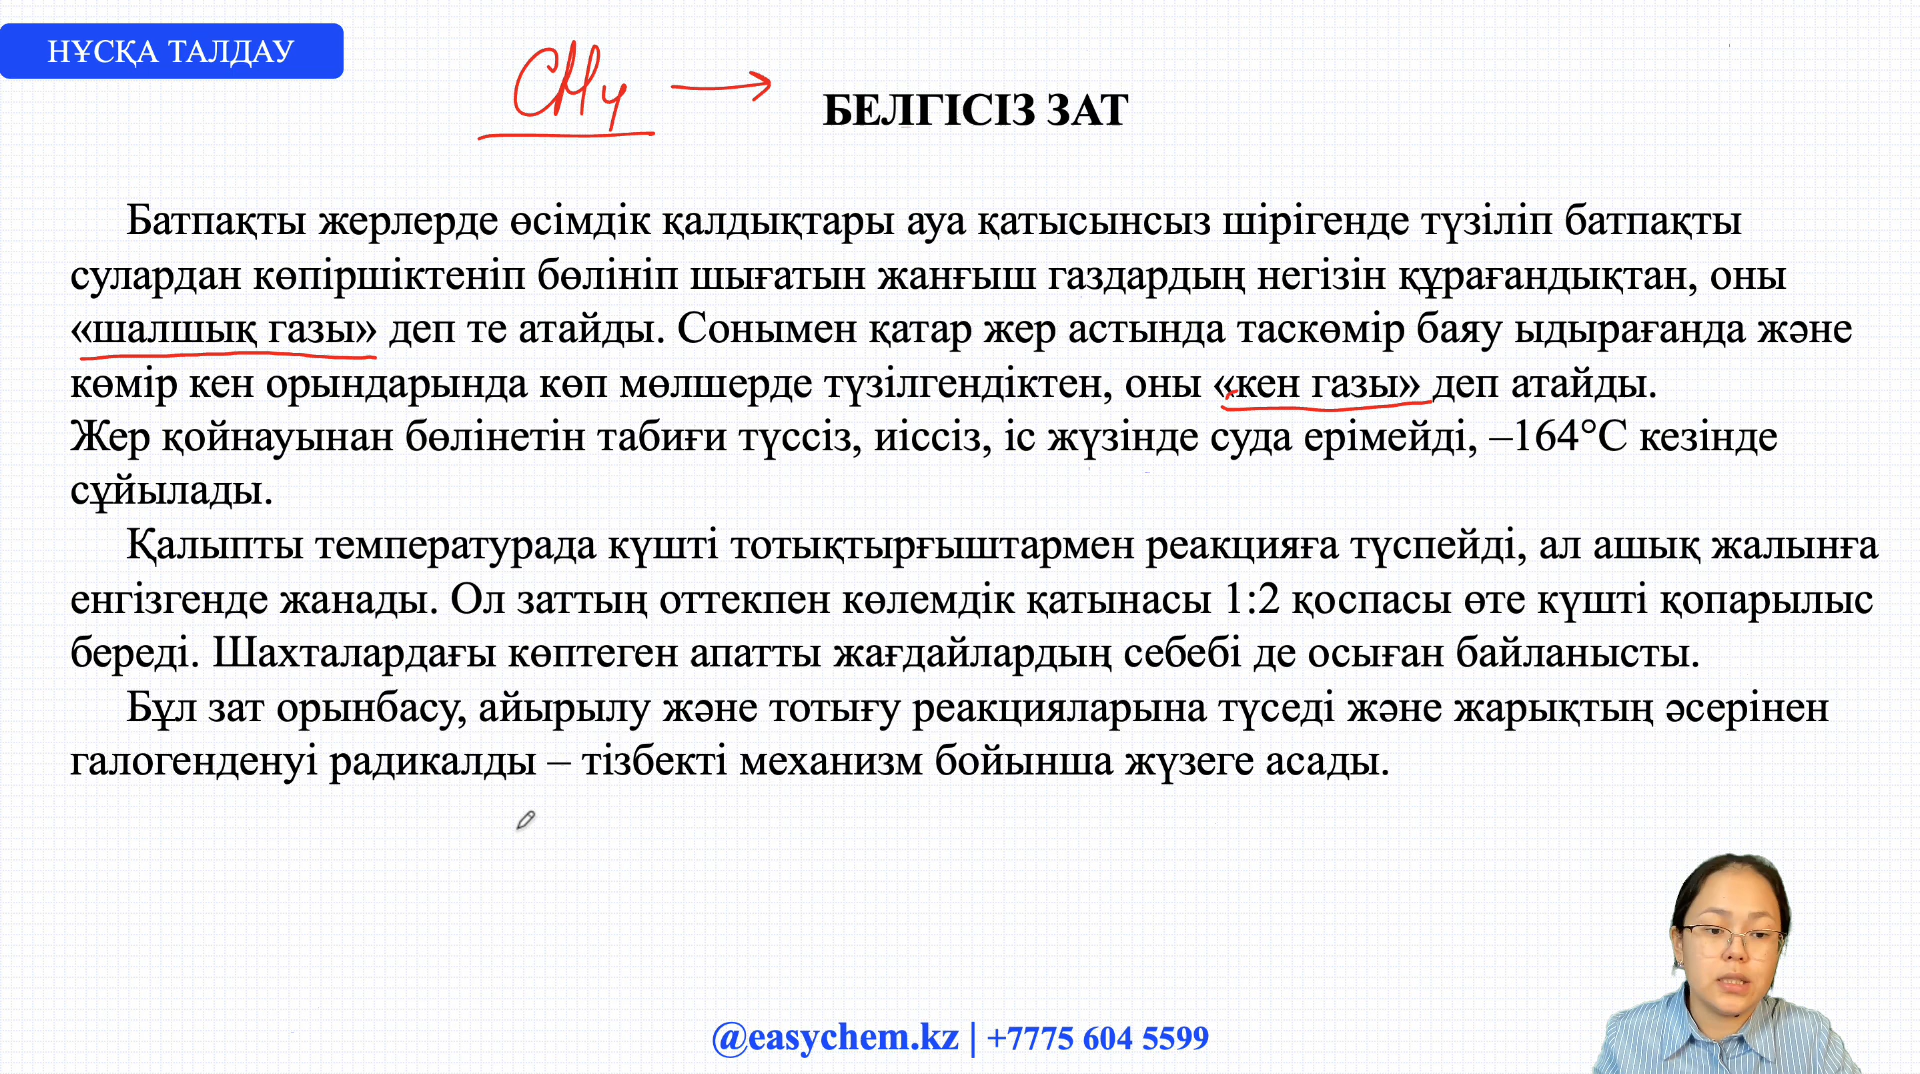 НҰСҚА ТАЛДАУ
CH4 →
БЕЛГІСІЗ ЗАТ
Батпақты жерлерде өсімдік қалдықтары ауа қатысынсыз шірігенде түзіліп батпақты
сулардан көпіршіктеніп бөлініп шығатын жанғыш газдардың негізін құрағандықтан, оны
«шалшық газы» деп те атайды. Сонымен қатар жер астында таскөмір баяу ыдырағанда және
көмір кен орындарында көп мөлшерде түзілгендіктен, оны «кен газы» деп атайды.
Жер қойнауынан бөлінетін табиғи түссіз, иіссіз, іс жүзінде суда ерімейді, –164°C кезінде
сұйылады.
Қалыпты температурада күшті тотықтырғыштармен реакцияға түспейді, ал ашық жалынға
енгізгенде жанады. Ол заттың оттекпен көлемдік қатынасы 1:2 қоспасы өте күшті қопарылыс
береді. Шахталардағы көптеген апатты жағдайлардың себебі де осыған байланысты.
Бұл зат орынбасу, айырылу және тотығу реакцияларына түседі және жарықтың әсерінен
галогенденуі радикалды – тізбекті механизм бойынша жүзеге асады.
@easychem.kz | +7775 604 5599